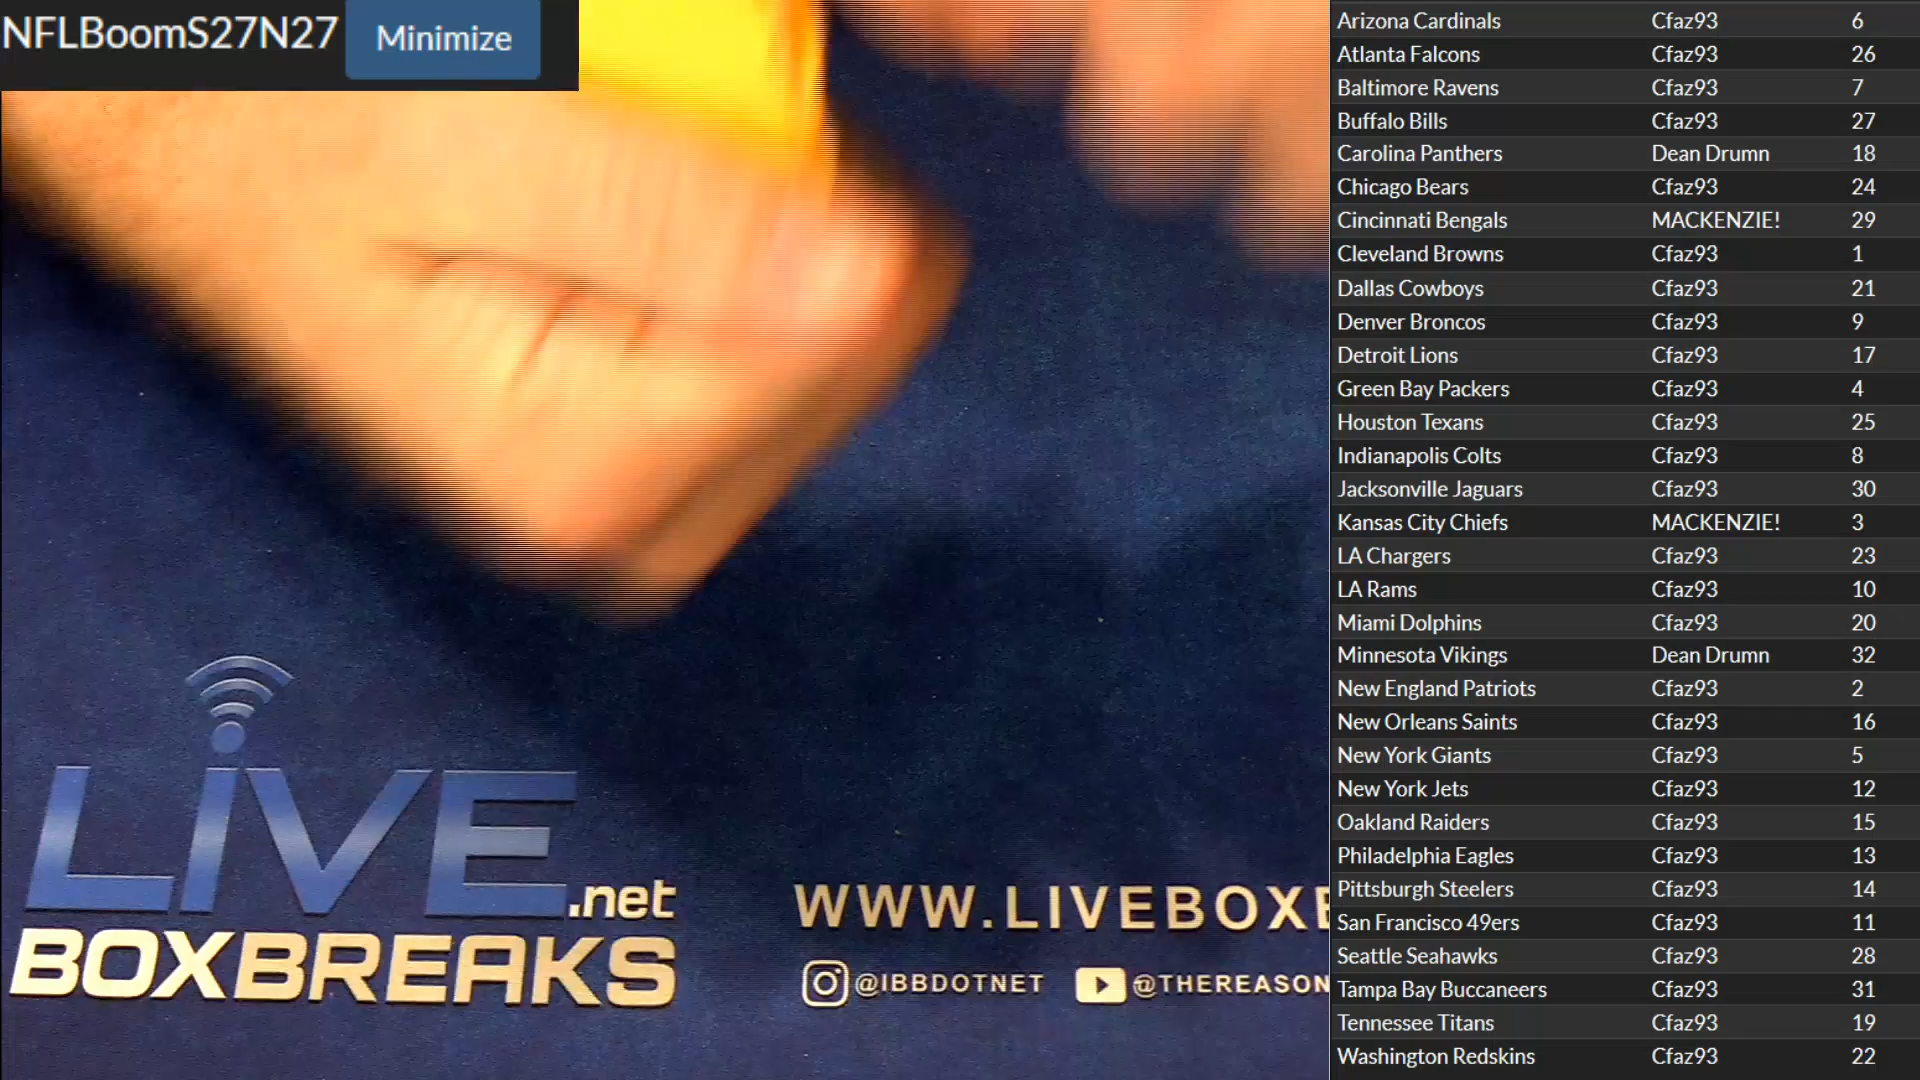 NFLBoomS27N27 Minimize
Arizona Cardinals Cfaz93 6
Atlanta Falcons Cfaz93 26
Baltimore Ravens Cfaz93 7
Buffalo Bills Cfaz93 27
Carolina Panthers Dean Drumn 18
Chicago Bears Cfaz93 24
Cincinnati Bengals MACKENZIE! 29
Cleveland Browns Cfaz93 1
Dallas Cowboys Cfaz93 21
Denver Broncos Cfaz93 9
Detroit Lions Cfaz93 17
Green Bay Packers Cfaz93 4
Houston Texans Cfaz93 25
Indianapolis Colts Cfaz93 8
Jacksonville Jaguars Cfaz93 30
Kansas City Chiefs MACKENZIE! 3
LA Chargers Cfaz93 23
LA Rams Cfaz93 10
Miami Dolphins Cfaz93 20
Minnesota Vikings Dean Drumn 32
New England Patriots Cfaz93 2
New Orleans Saints Cfaz93 16
New York Giants Cfaz93 5
New York Jets Cfaz93 12
Oakland Raiders Cfaz93 15
Philadelphia Eagles Cfaz93 13
Pittsburgh Steelers Cfaz93 14
San Francisco 49ers Cfaz93 11
Seattle Seahawks Cfaz93 28
Tampa Bay Buccaneers Cfaz93 31
Tennessee Titans Cfaz93 19
Washington Redskins Cfaz93 22
LIVE.net
BOXBREAKS
WWW.LIVEBOXB
@IBBDOTNET @THEREASON